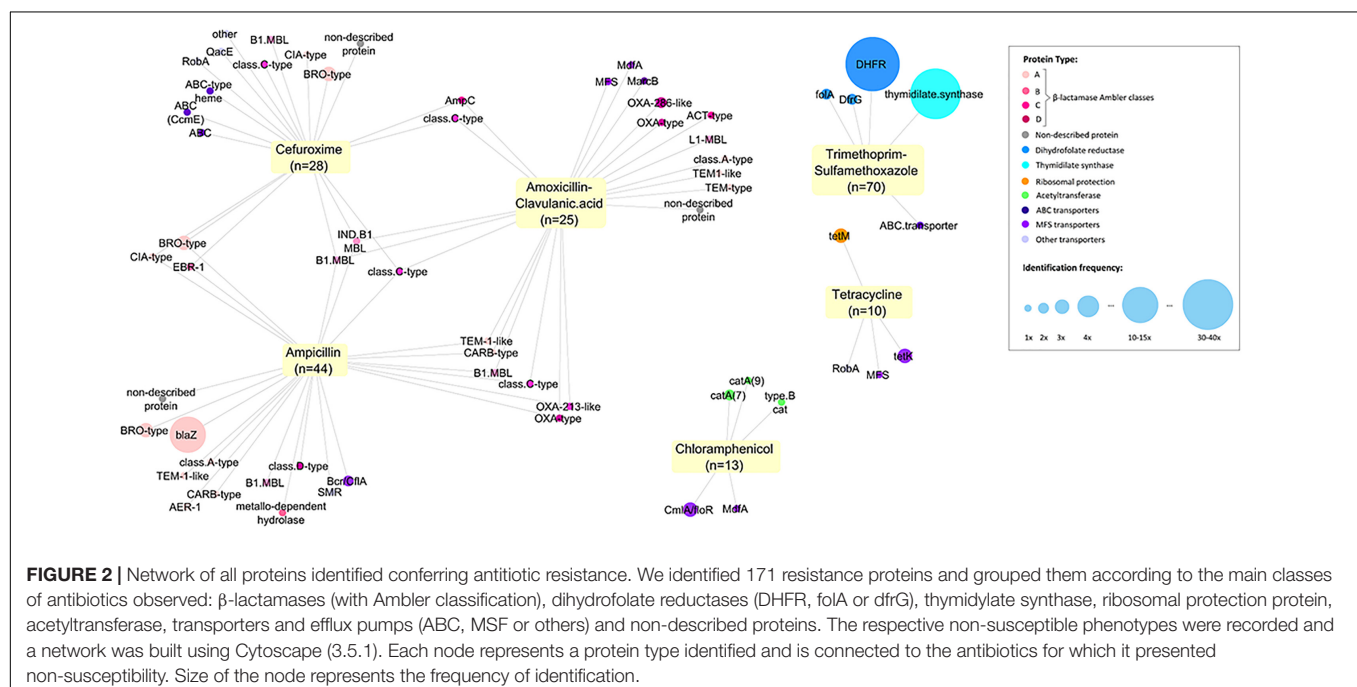 other
QacE
RobA
ABC-type
heme
ABC
(CcmE)
ABC
B1.MBL
class.C-type
CIA-type
BRO-type
non-described
protein
Cefuroxime
(n=28)
AmpC
class.C-type
MdfA
MFS
MarcB
OXA-286-like
OXA-type
ACT-type
L1-MBL
class.A-type
TEM1-like
TEM-type
non-described
protein
Amoxicillin-
Clavulanic.acid
(n=25)
BRO-type
CIA-type
EBR-1
IND.B1
MBL
B1.MBL
class.C-type
Ampicillin
(n=44)
TEM-1-like
CARB-type
B1.MBL
class.C-type
OXA-213-like
OXA-type
non-described
protein
BRO-type
blaZ
class.A-type
TEM-1-like
CARB-type
AER-1
B1.MBL
class.D-type
metallo-dependent
hydrolase
Bcr/CflA
SMR
DHFR
folA
DfrG
thymidilate.synthase
Trimethoprim-
Sulfamethoxazole
(n=70)
ABC.transporter
tetM
Tetracycline
(n=10)
RobA
MFS
tetK
catA(9)
catA(7)
type.B
cat
Chloramphenicol
(n=13)
CmlA/floR
MdfA
Protein Type:
A
B
C
D
β-lactamase Ambler classes
Non-described protein
Dihydrofolate reductase
Thymidilate synthase
Ribosomal protection
Acetyltransferase
ABC transporters
MFS transporters
Other transporters
Identification frequency:
... ...
1x 2x 3x 4x 10-15x 30-40x
FIGURE 2 | Network of all proteins identified conferring antitiotic resistance. We identified 171 resistance proteins and grouped them according to the main classes
of antibiotics observed: β-lactamases (with Ambler classification), dihydrofolate reductases (DHFR, folA or dfrG), thymidylate synthase, ribosomal protection protein,
acetyltransferase, transporters and efflux pumps (ABC, MSF or others) and non-described proteins. The respective non-susceptible phenotypes were recorded and
a network was built using Cytoscape (3.5.1). Each node represents a protein type identified and is connected to the antibiotics for which it presented
non-susceptibility. Size of the node represents the frequency of identification.